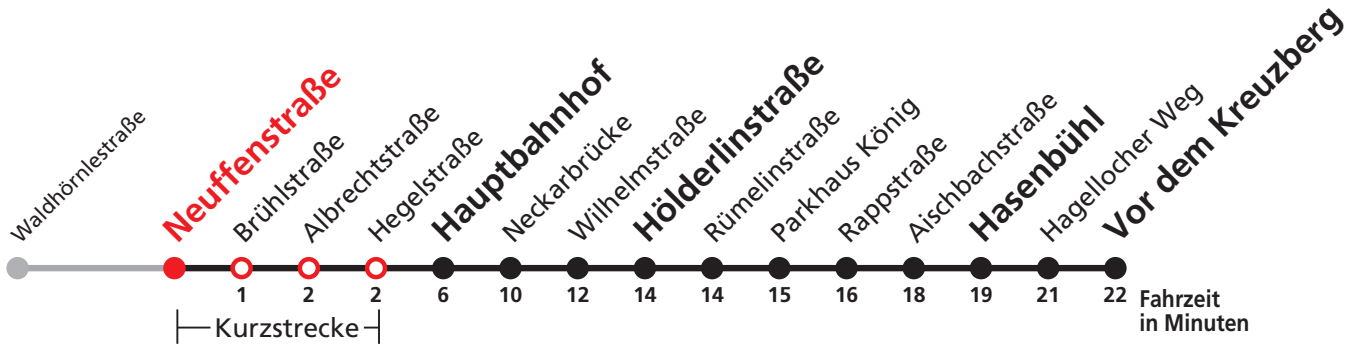 Waldhörnlestraße
Neuffenstraße
Brühlstraße
Albrechtstraße
Hegelstraße
Hauptbahnhof
Neckarbrücke
Wilhelmstraße
Hölderlinstraße
Rümelinstraße
Parkhaus König
Rappstraße
Aischbachstraße
Hasenbühl
Hagellocher Weg
Vor dem Kreuzberg
1 2 2 6 10 12 14 14 15 16 18 19 21 22
Fahrzeit
in Minuten
Kurzstrecke